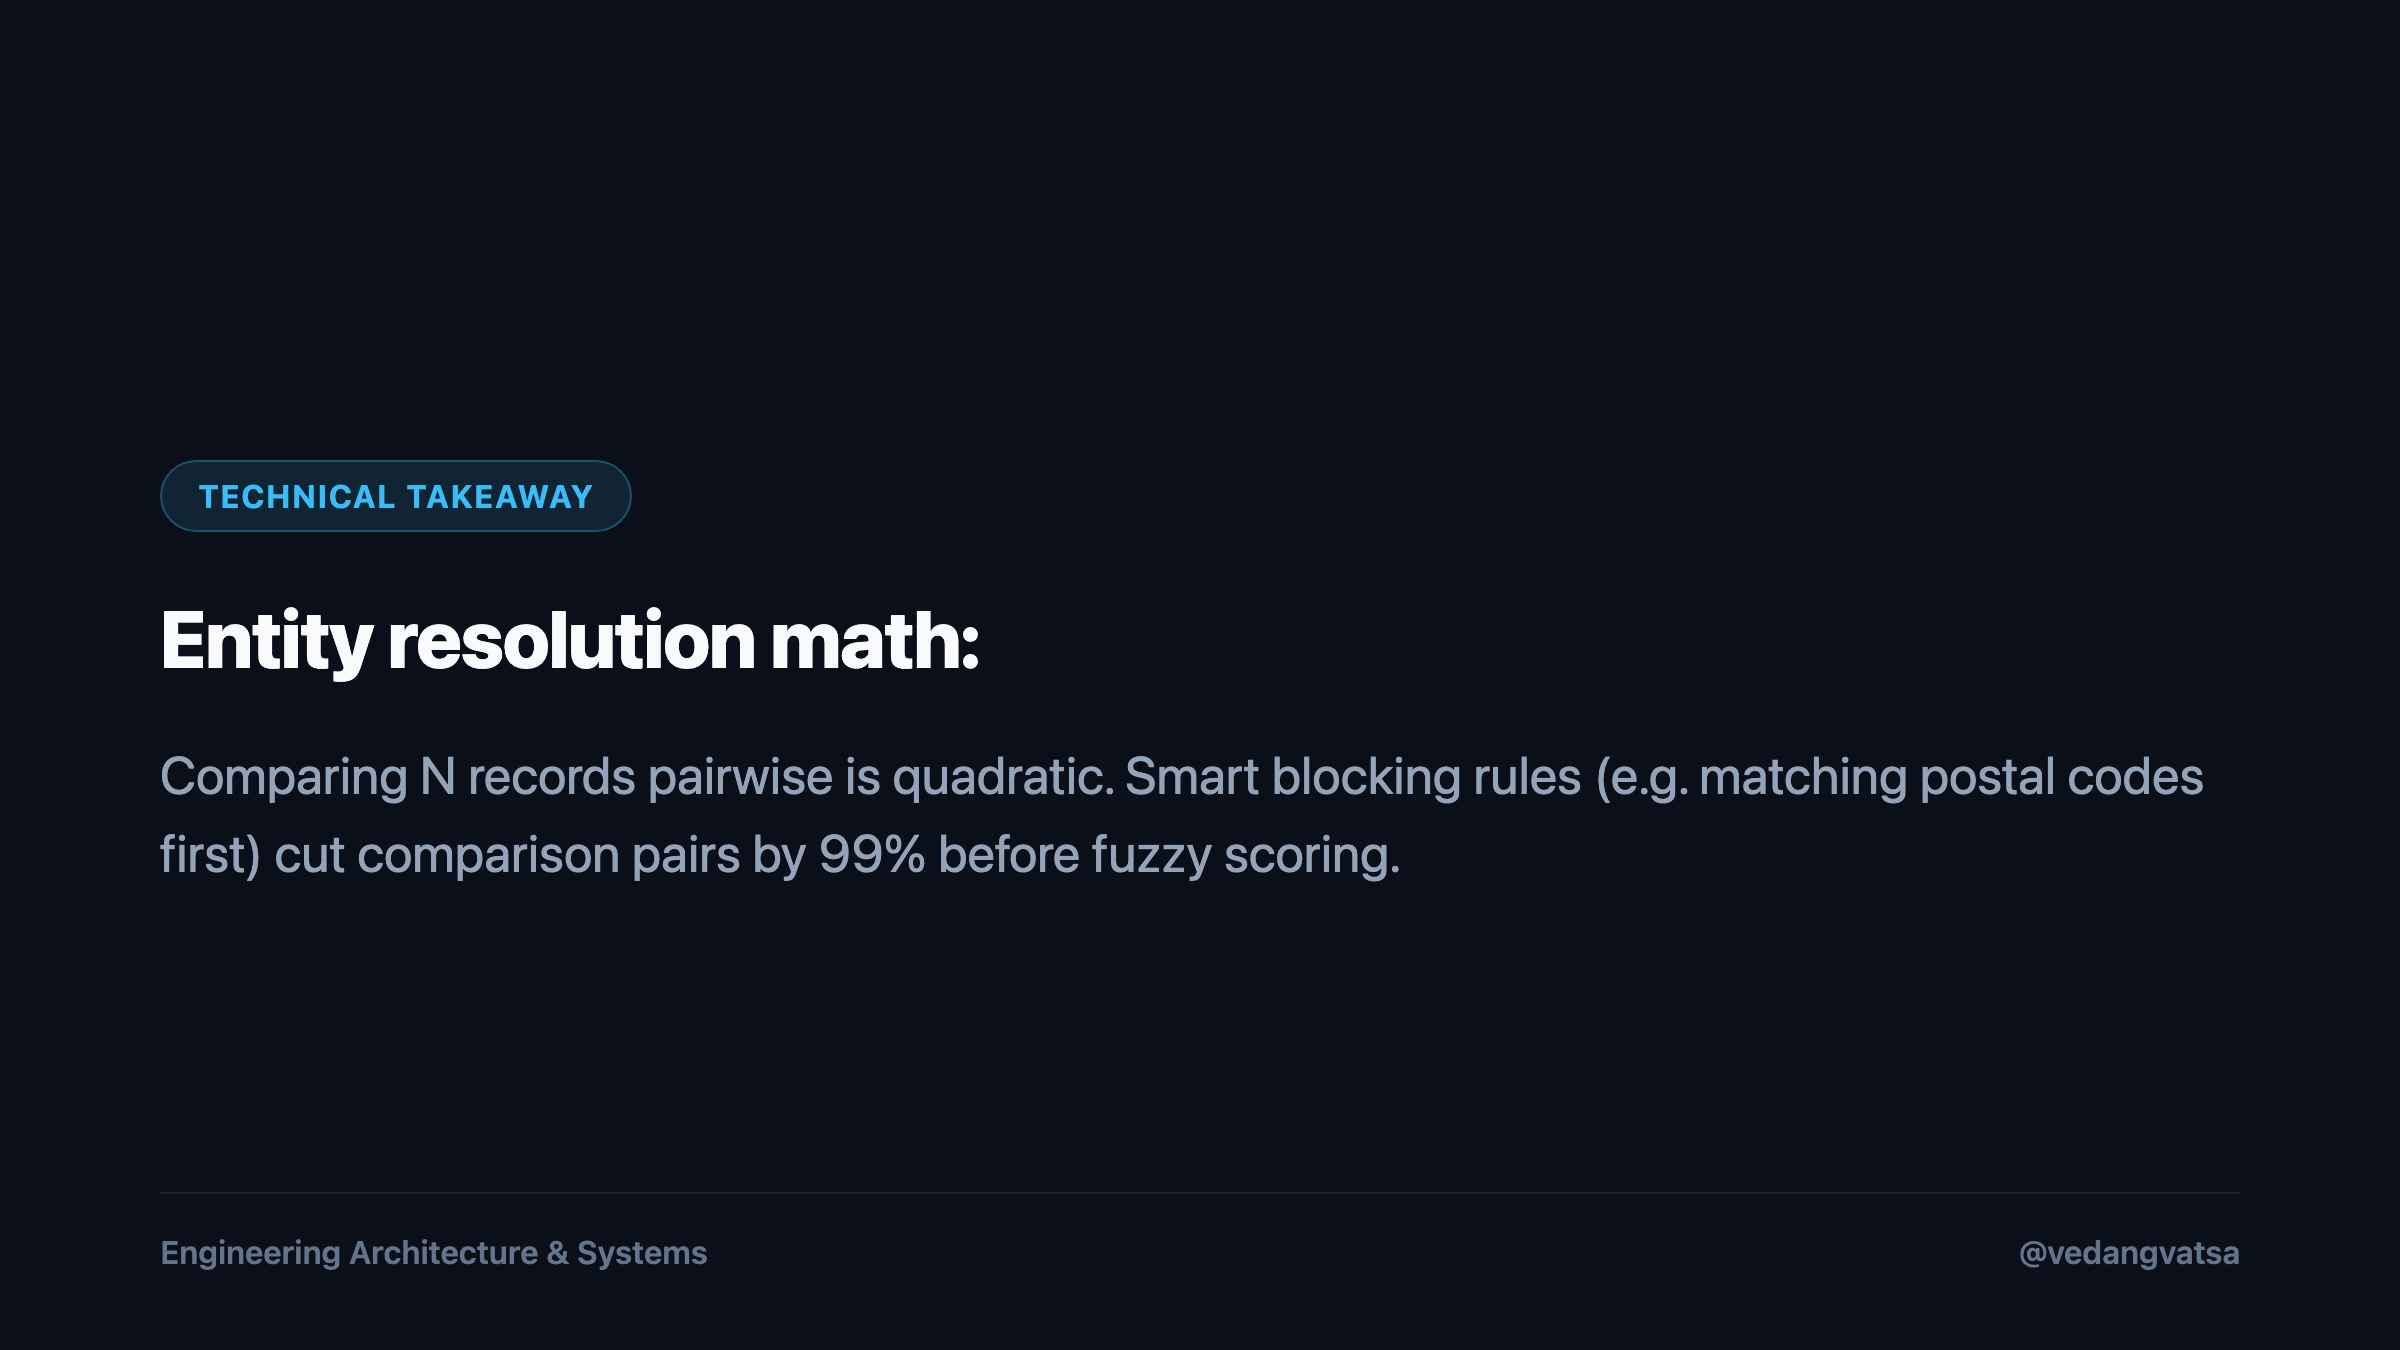 TECHNICAL TAKEAWAY
Entity resolution math:
Comparing N records pairwise is quadratic. Smart blocking rules (e.g. matching postal codes
first) cut comparison pairs by 99% before fuzzy scoring.
Engineering Architecture & Systems
@vedangvatsa